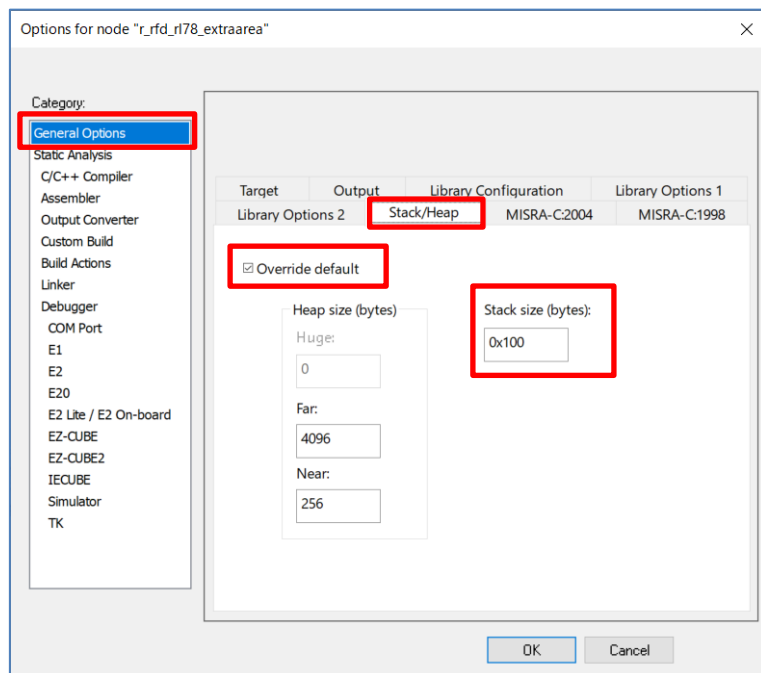 Options for node "r_rfd_rl78_extraarea"
Category:
General Options
Static Analysis
C/C++ Compiler
Assembler
Output Converter
Custom Build
Build Actions
Linker
Debugger
COM Port
E1
E2
E20
E2 Lite / E2 On-board
EZ-CUBE
EZ-CUBE2
IECUBE
Simulator
TK
Target Output Library Configuration Library Options 1
Library Options 2 Stack/Heap MISRA-C:2004 MISRA-C:1998
Override default
Heap size (bytes)
Huge:
0
Far:
4096
Near:
256
Stack size (bytes):
0x100
OK Cancel